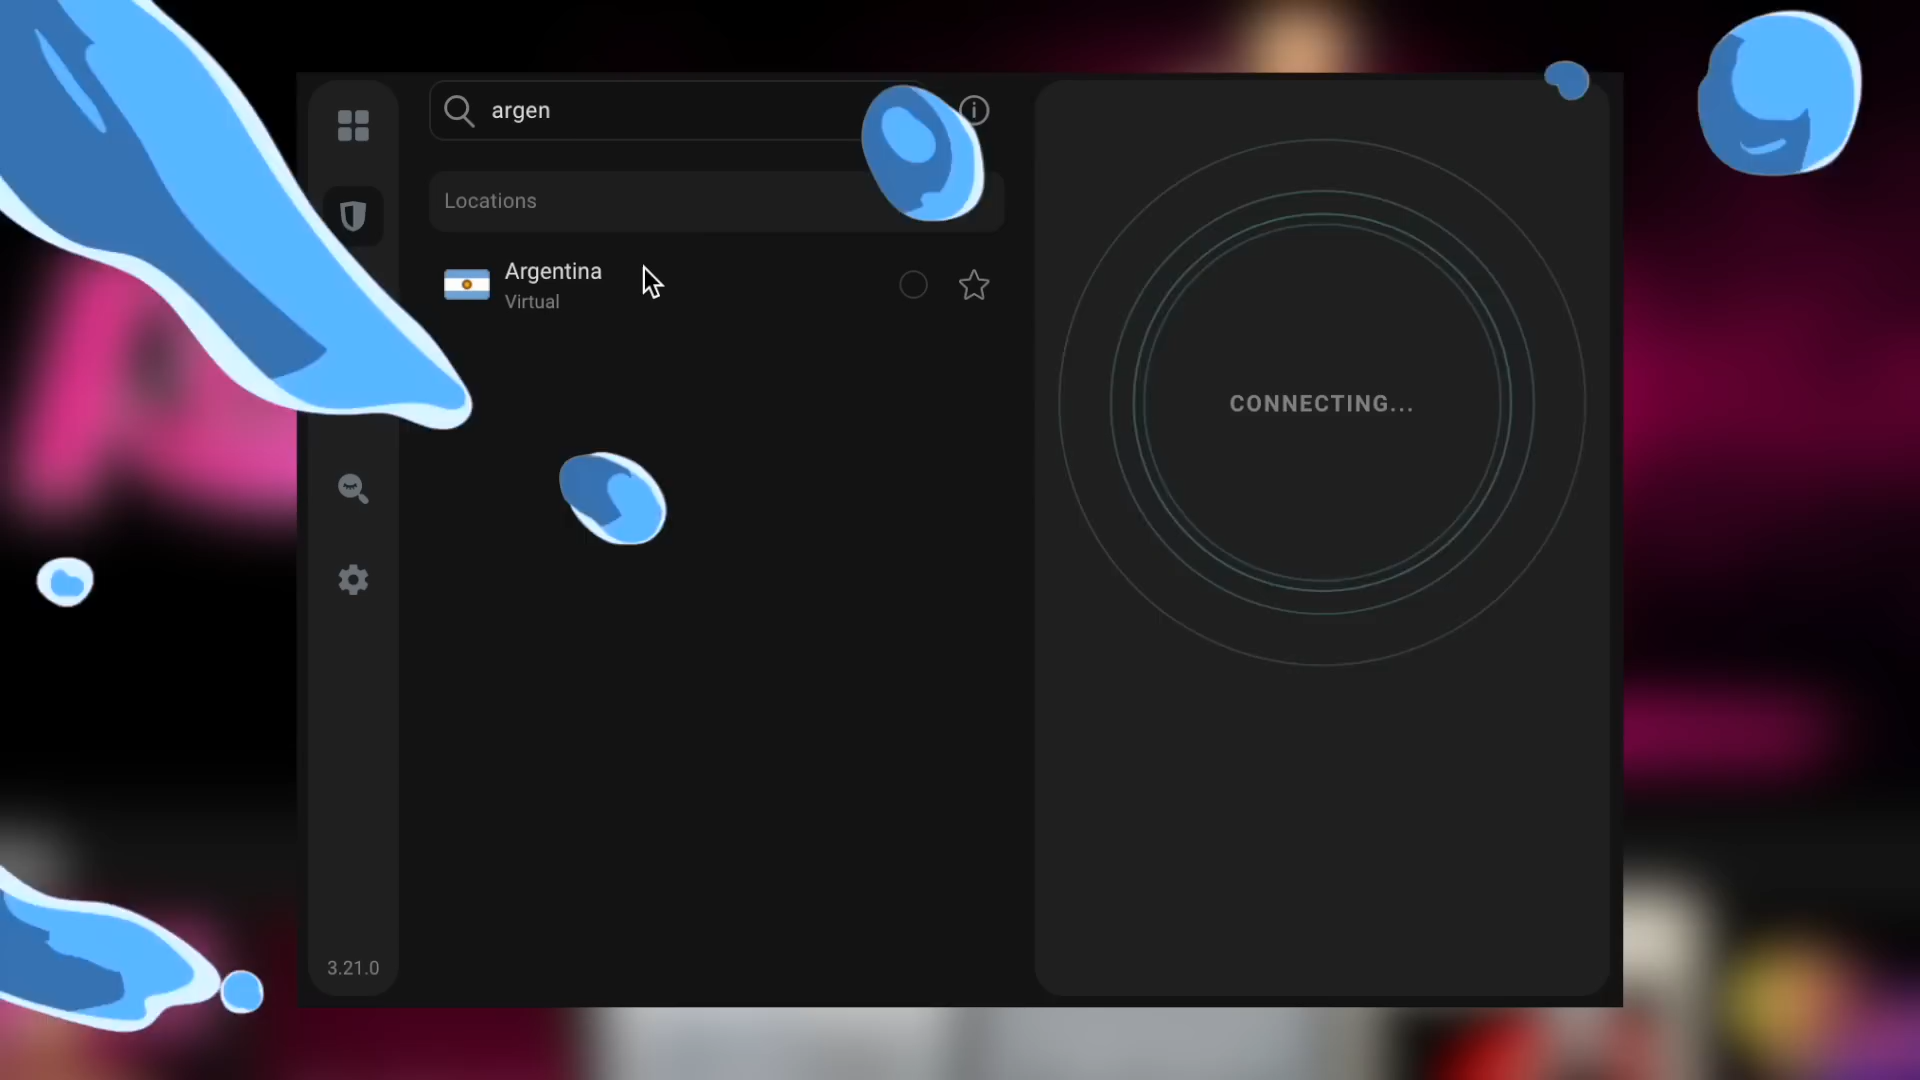 argen
Locations
Argentina
Virtual
CONNECTING...
3.21.0